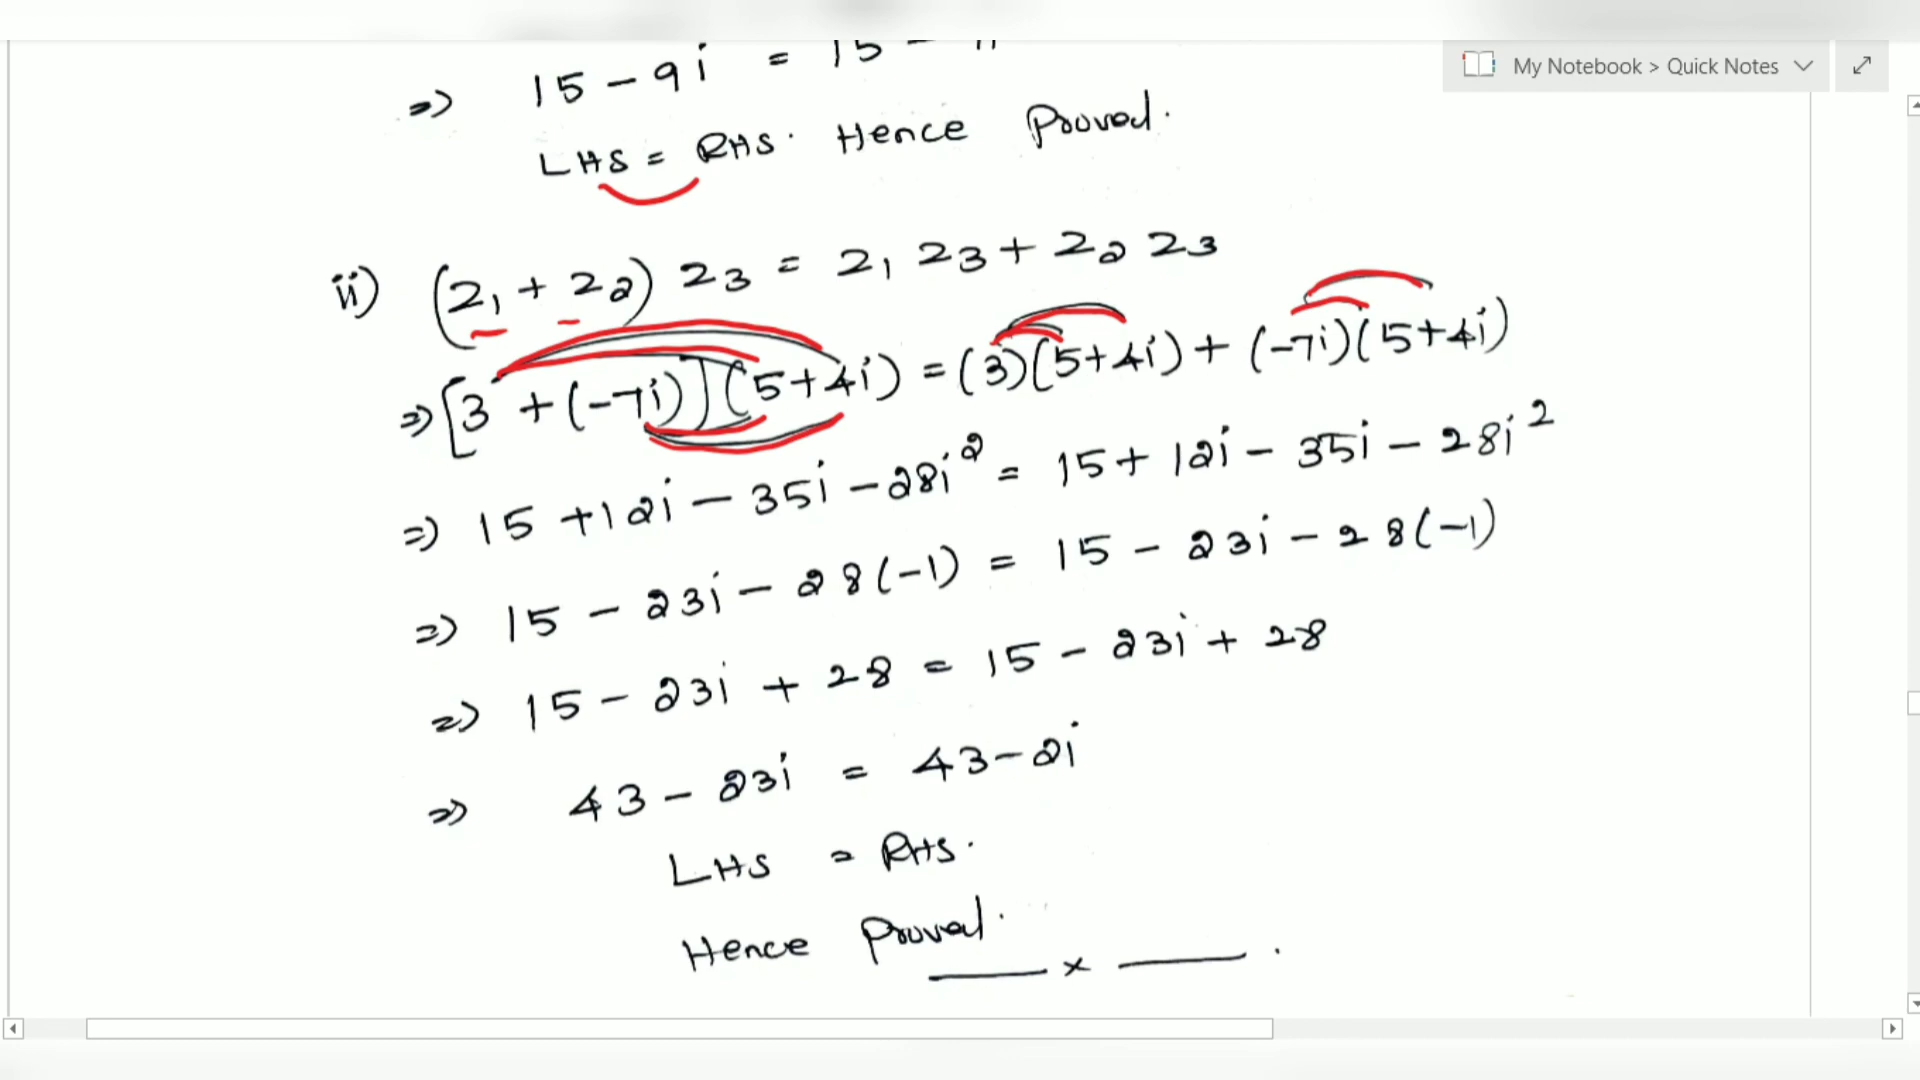 My Notebook > Quick Notes
=> 15 - 9i = 15 -
LHS = RHS. Hence Proved.
ii) (z₁ + z₂) z₃ = z₁ z₃ + z₂ z₃
=> [3 + (-7i)] (5+4i) = (3)(5+4i) + (-7i)(5+4i)
=> 15 + 12i - 35i - 28i² = 15 + 12i - 35i - 28i²
=> 15 - 23i - 28(-1) = 15 - 23i - 28(-1)
=> 15 - 23i + 28 = 15 - 23i + 28
=> 43 - 23i = 43 - 2i
LHS = RHS.
Hence Proved.
— x — .